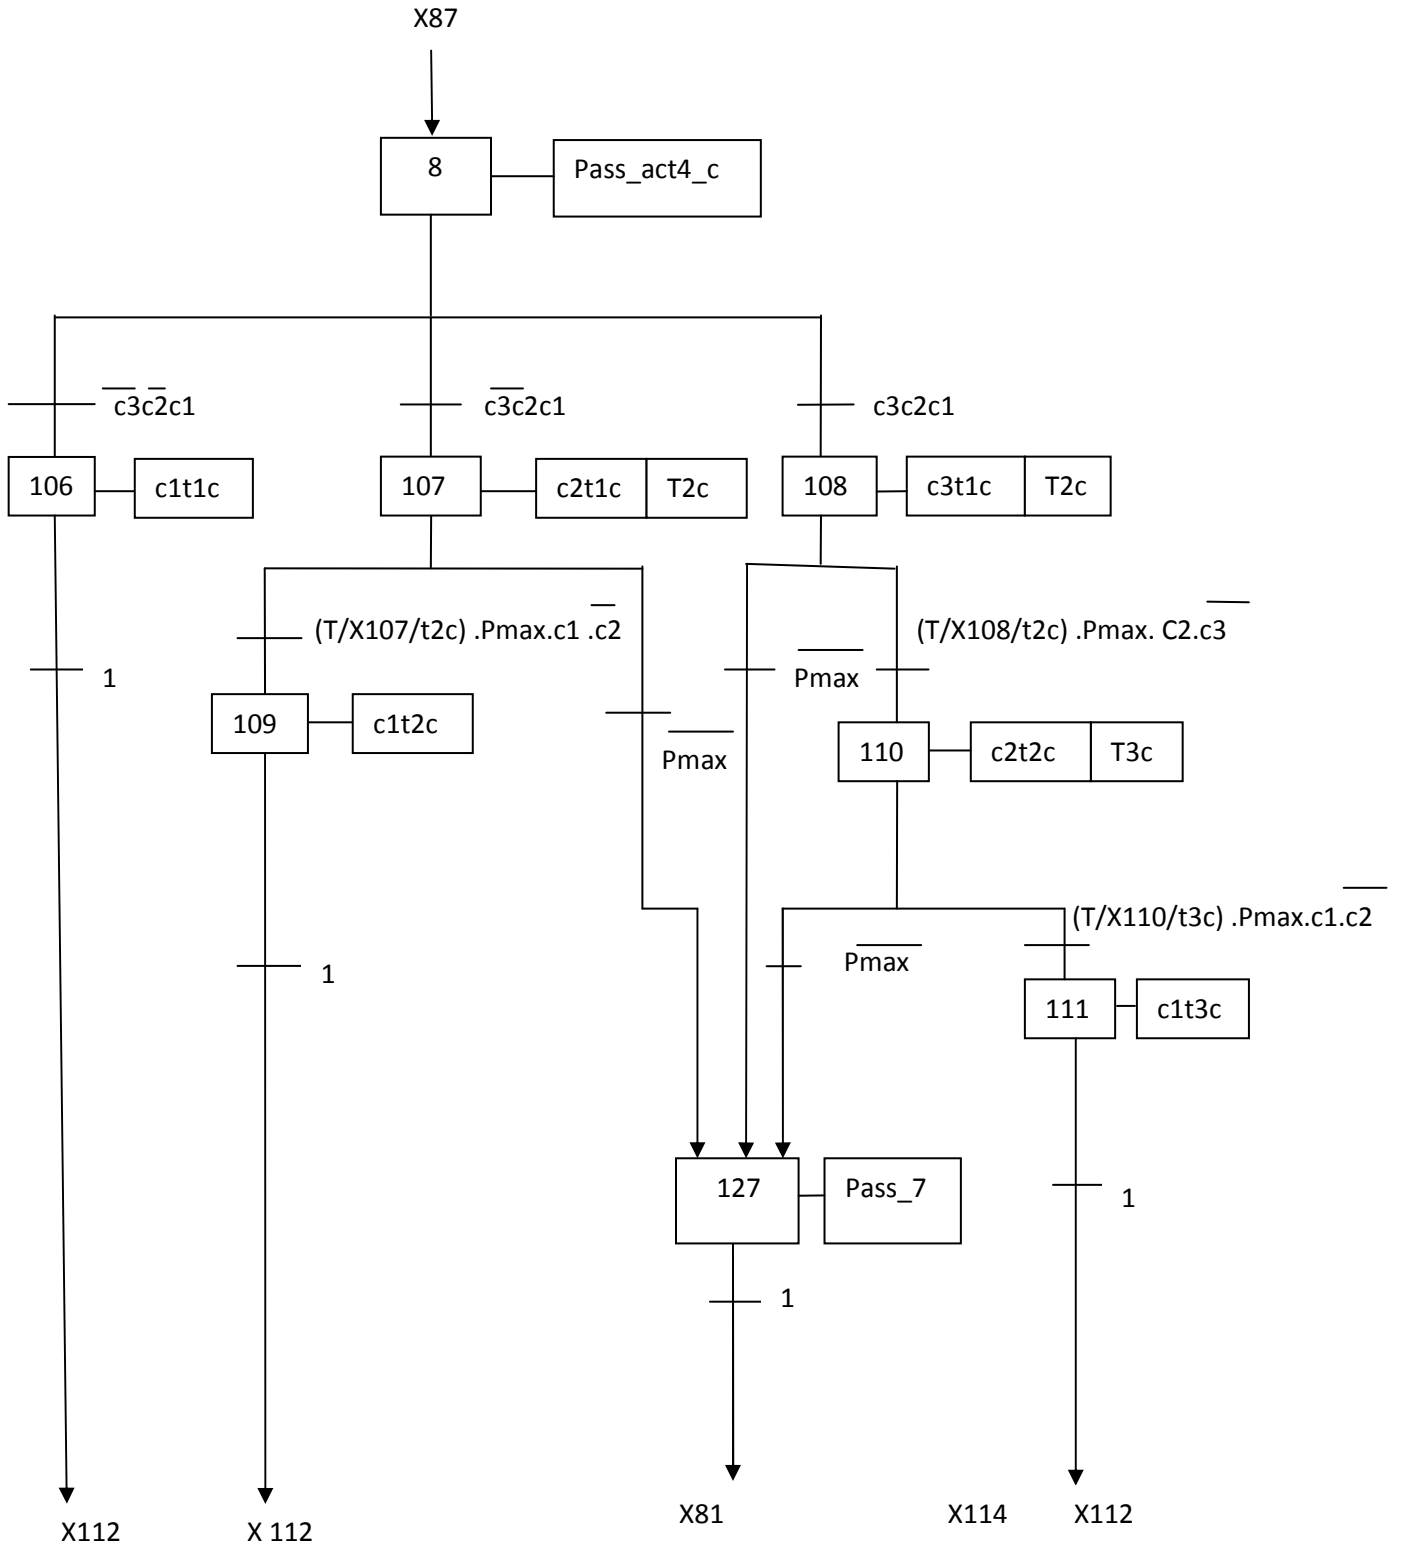 X87
8
Pass_act4_c
c3c2c1
c3c2c1
c3c2c1
106
c1t1c
107
c2t1c
T2c
108
c3t1c
T2c
(T/X107/t2c) .Pmax.c1 .c2
(T/X108/t2c) .Pmax. C2.c3
1
Pmax
109
c1t2c
Pmax
110
c2t2c
T3c
(T/X110/t3c) .Pmax.c1.c2
Pmax
1
111
c1t3c
127
Pass_7
1
1
X112
X 112
X81
X114
X112